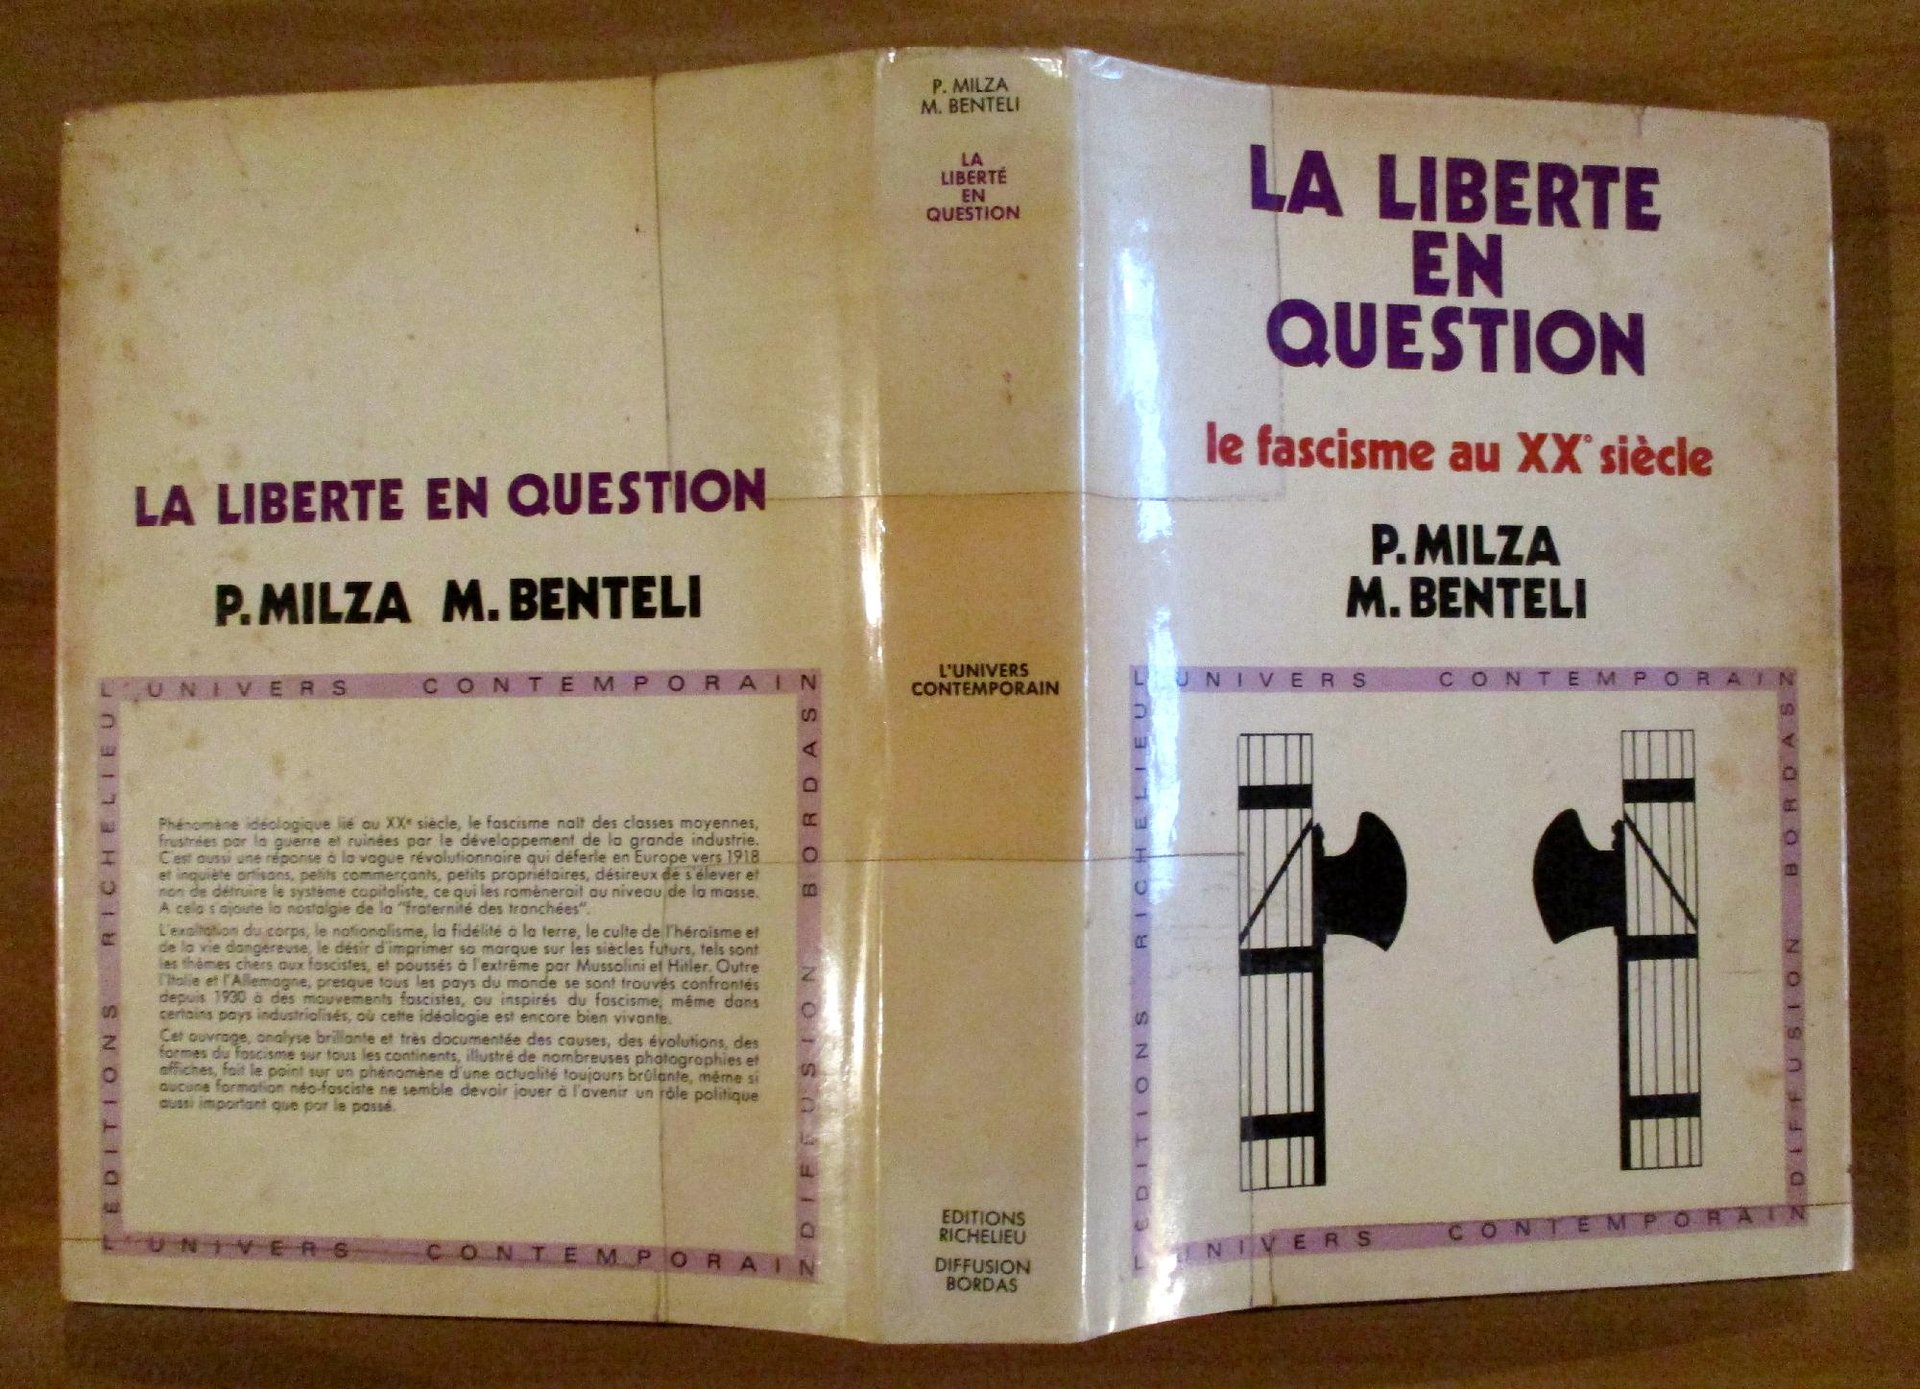 LA LIBERTE EN QUESTION
P. MILZA M. BENTELI
L'UNIVERS CONTEMPORAIN
EDITIONS RICHELIEU
DIFFUSION BORDAS
Phénomène idéologique lié au XXe siècle, le fascisme naît des classes moyennes,
frustrées par la guerre et ruinées par le développement de la grande industrie.
C'est aussi une réponse à la vague révolutionnaire qui déferle en Europe vers 1918
et inquiète artisans, petits commerçants, petits propriétaires, désireux de s'élever et
non de détruire le système capitaliste, ce qui les ramènerait au niveau de la masse.
A cela s'ajoute la nostalgie de la "fraternité des tranchées".
L'exaltation du corps, le nationalisme, la fidélité à la terre, le culte de l'héroïsme et
de la vie dangereuse, le désir d'imprimer sa marque sur les siècles futurs, tels sont
les thèmes chers aux fascistes, et poussés à l'extrême par Mussolini et Hitler. Outre
l'Italie et l'Allemagne, presque tous les pays du monde se sont trouvés confrontés
depuis 1930 à des mouvements fascistes, ou inspirés du fascisme, même dans
certains pays industrialisés, où cette idéologie est encore bien vivante.
Cet ouvrage, analyse brillante et très documentée des causes, des évolutions, des
formes du fascisme sur tous les continents, illustré de nombreuses photographies et
affiches, fait le point sur un phénomène d'une actualité toujours brûlante, même si
aucune formation néo-fasciste ne semble devoir jouer à l'avenir un rôle politique
aussi important que par le passé.
L'UNIVERS CONTEMPORAIN
P. MILZA
M. BENTELI
LA
LIBERTÉ
EN
QUESTION
L'UNIVERS
CONTEMPORAIN
EDITIONS
RICHELIEU
DIFFUSION
BORDAS
LA LIBERTE
EN
QUESTION
le fascisme au XX° siècle
P. MILZA
M. BENTELI
L'UNIVERS CONTEMPORAIN
EDITIONS RICHELIEU
DIFFUSION BORDAS
L'UNIVERS CONTEMPORAIN